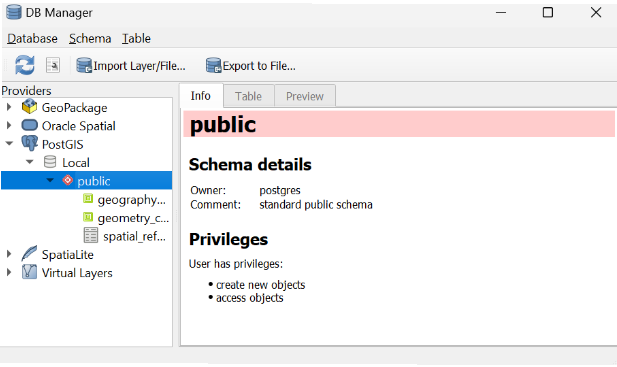 DB Manager
Database Schema Table
Import Layer/File... Export to File...
Providers
GeoPackage
Oracle Spatial
PostGIS
Local
public
geography...
geometry_c...
spatial_ref...
SpatiaLite
Virtual Layers
Info Table Preview
public
Schema details
Owner: postgres
Comment: standard public schema
Privileges
User has privileges:
• create new objects
• access objects